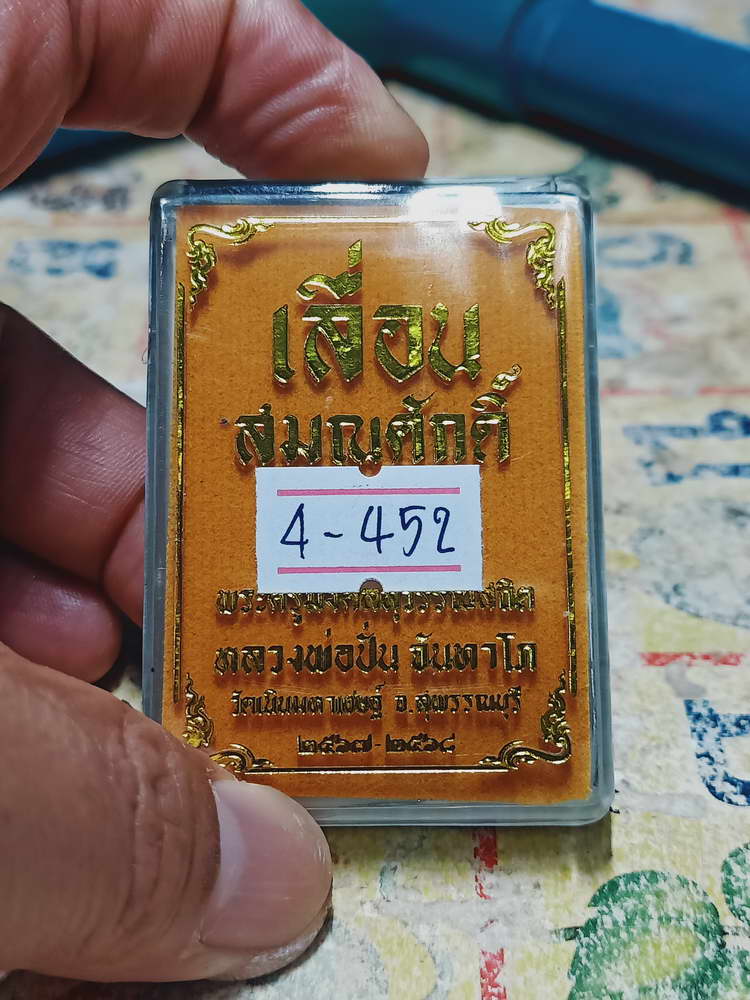 เลื่อน
สมณศักดิ์
4-452
หลวงพ่อปั่น จันทาโภ
วัดเนินมหาเชษฐ์ จ.สุพรรณบุรี
๒๕๖๗-๒๕๖๘